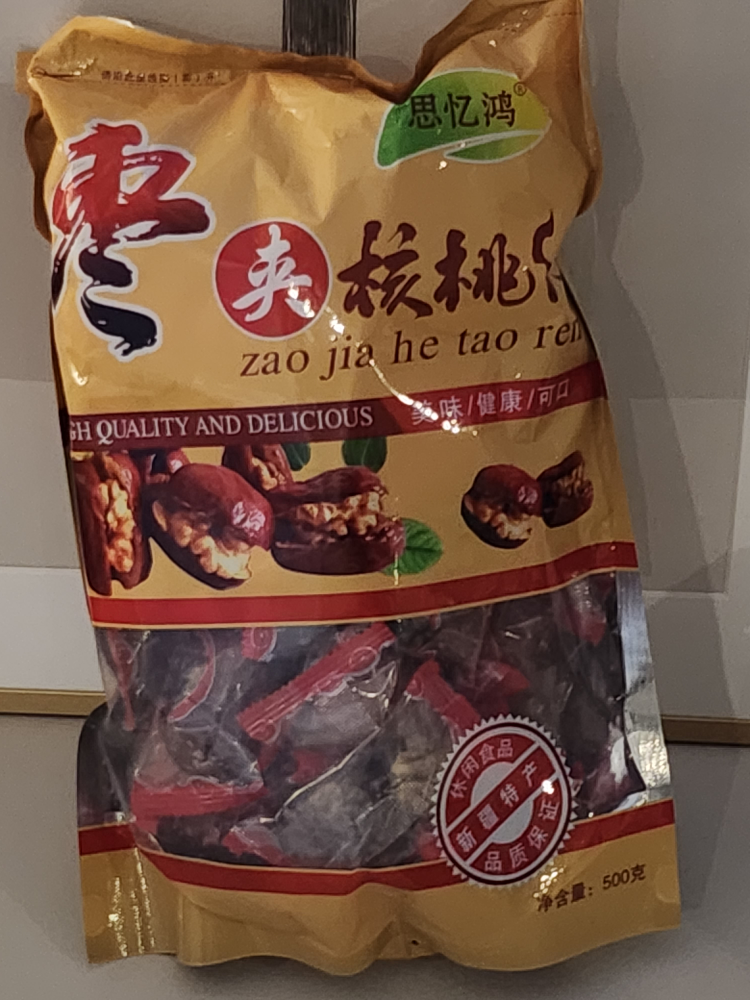 思忆鸿®
枣夹核桃
zao jia he tao ren
GH QUALITY AND DELICIOUS
美味/健康/可口
休闲食品
新疆特产
品质保证
净含量：500克